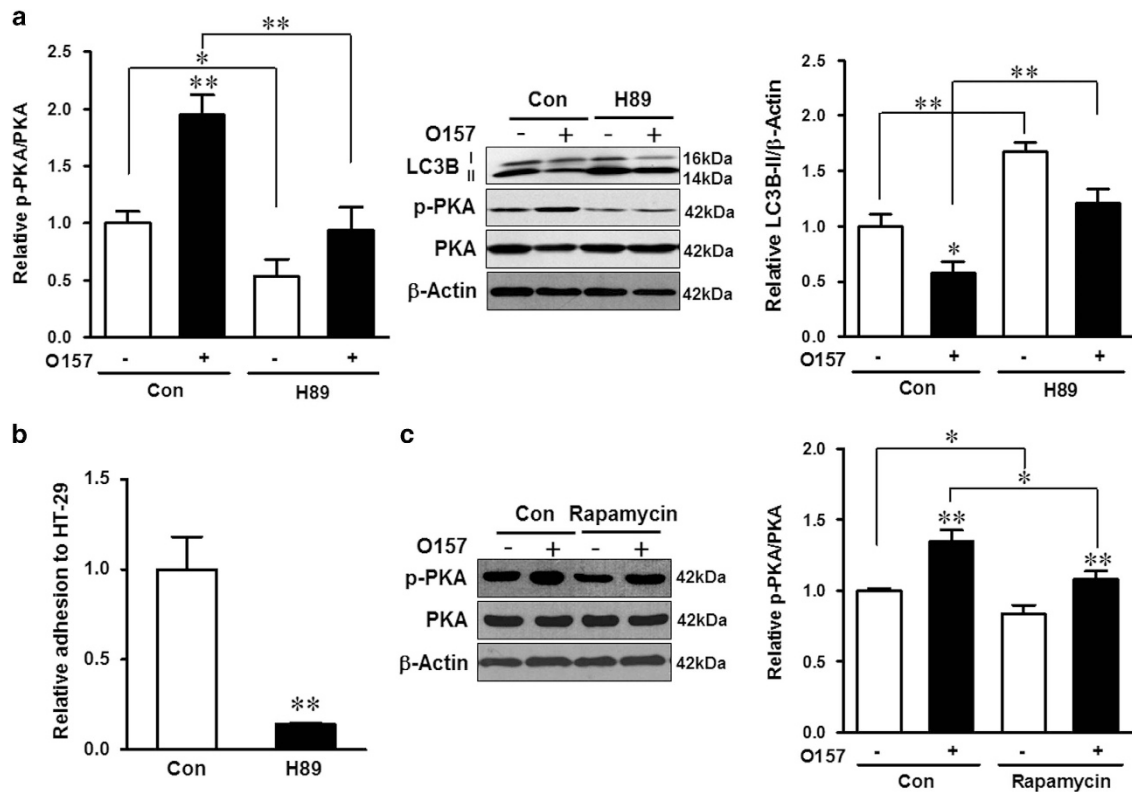 a
Relative p-PKA/PKA
2.5
2.0
1.5
1.0
0.5
0.0
**
*
**
O157 - + - +
Con H89
Con H89
O157 - + - +
LC3B I 16kDa
II 14kDa
p-PKA 42kDa
PKA 42kDa
β-Actin 42kDa
Relative LC3B-II/β-Actin
2.5
2.0
1.5
1.0
0.5
0.0
**
**
*
O157 - + - +
Con H89
b
Relative adhesion to HT-29
1.5
1.0
0.5
0.0
**
Con H89
c
Con Rapamycin
O157 - + - +
p-PKA 42kDa
PKA 42kDa
β-Actin 42kDa
Relative p-PKA/PKA
2.0
1.5
1.0
0.5
0.0
*
*
**
**
O157 - + - +
Con Rapamycin